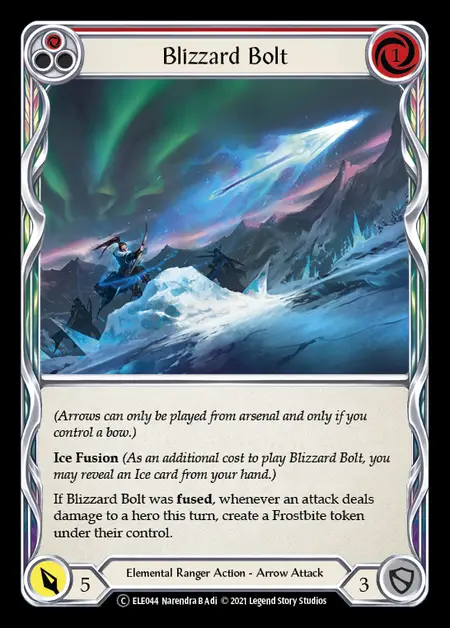 Blizzard Bolt
1
(Arrows can only be played from arsenal and only if you
control a bow.)
Ice Fusion (As an additional cost to play Blizzard Bolt, you
may reveal an Ice card from your hand.)
If Blizzard Bolt was fused, whenever an attack deals
damage to a hero this turn, create a Frostbite token
under their control.
5
Elemental Ranger Action - Arrow Attack
3
C ELE044 Narendra B Adi © 2021 Legend Story Studios